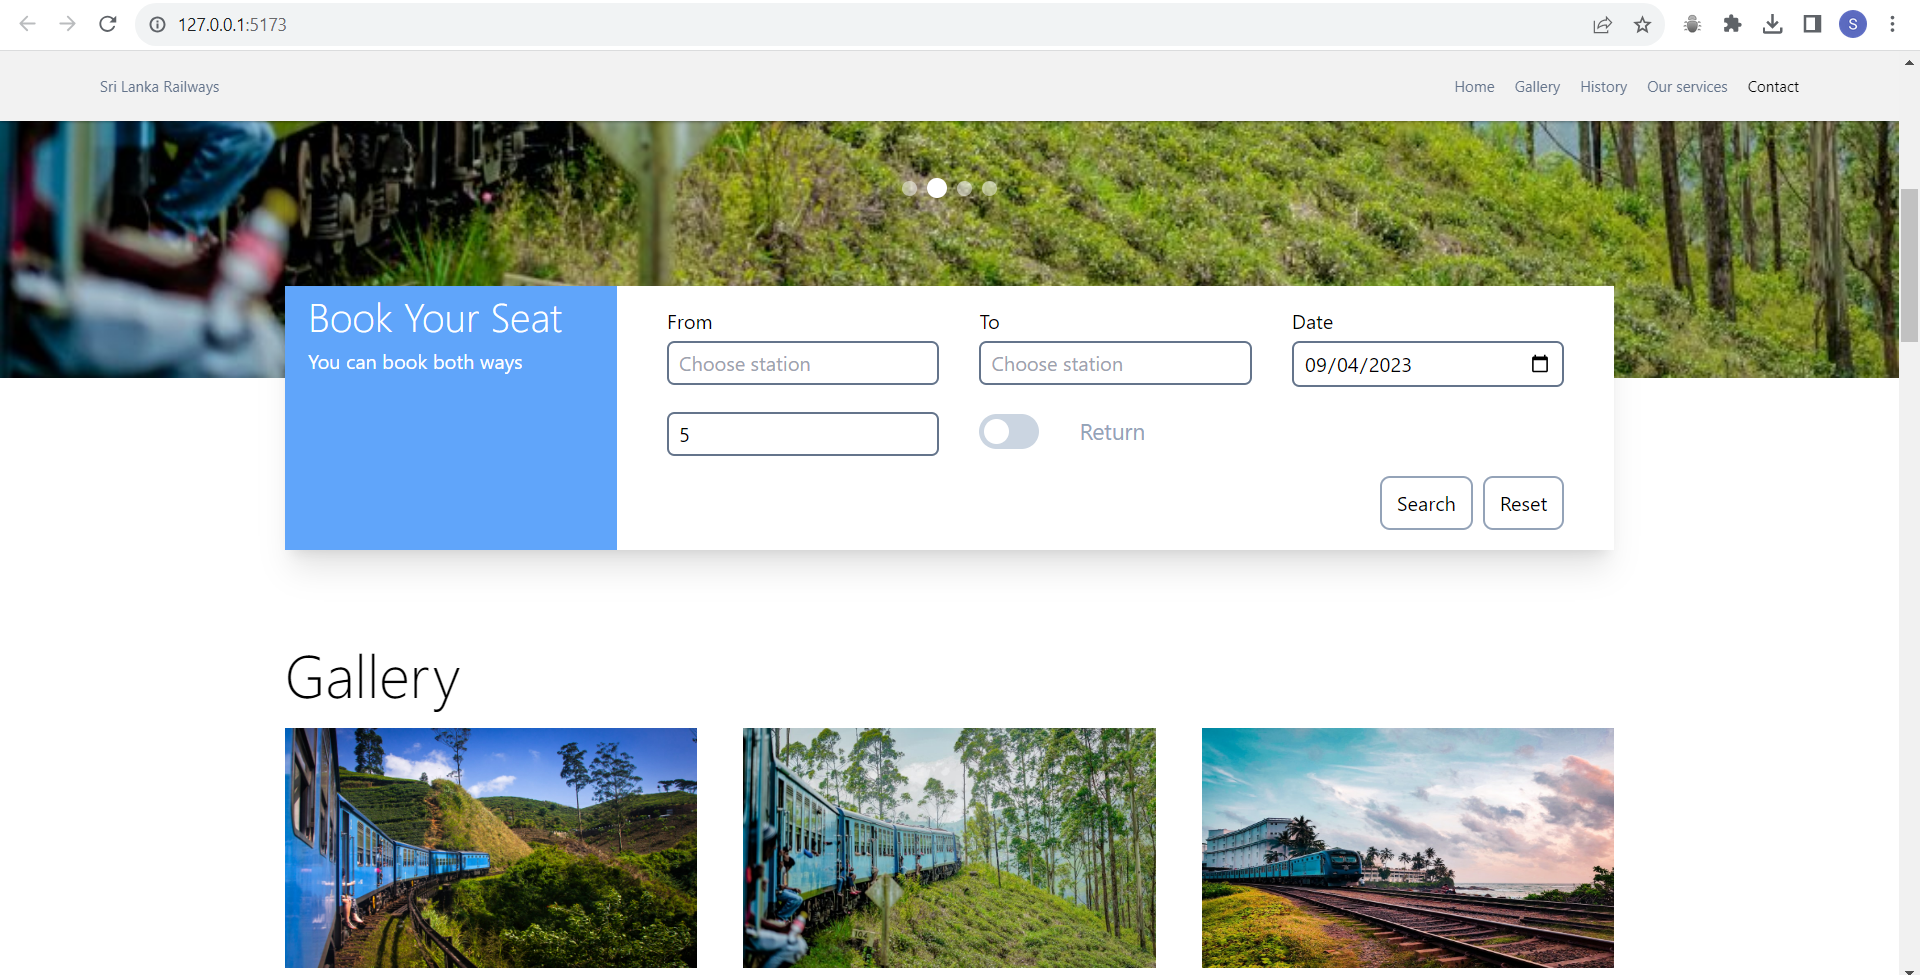 127.0.0.1:5173
S
Sri Lanka Railways
Home Gallery History Our services Contact
Book Your Seat
You can book both ways
From To Date
Choose station Choose station 09/04/2023
5 Return
Search Reset
Gallery
104